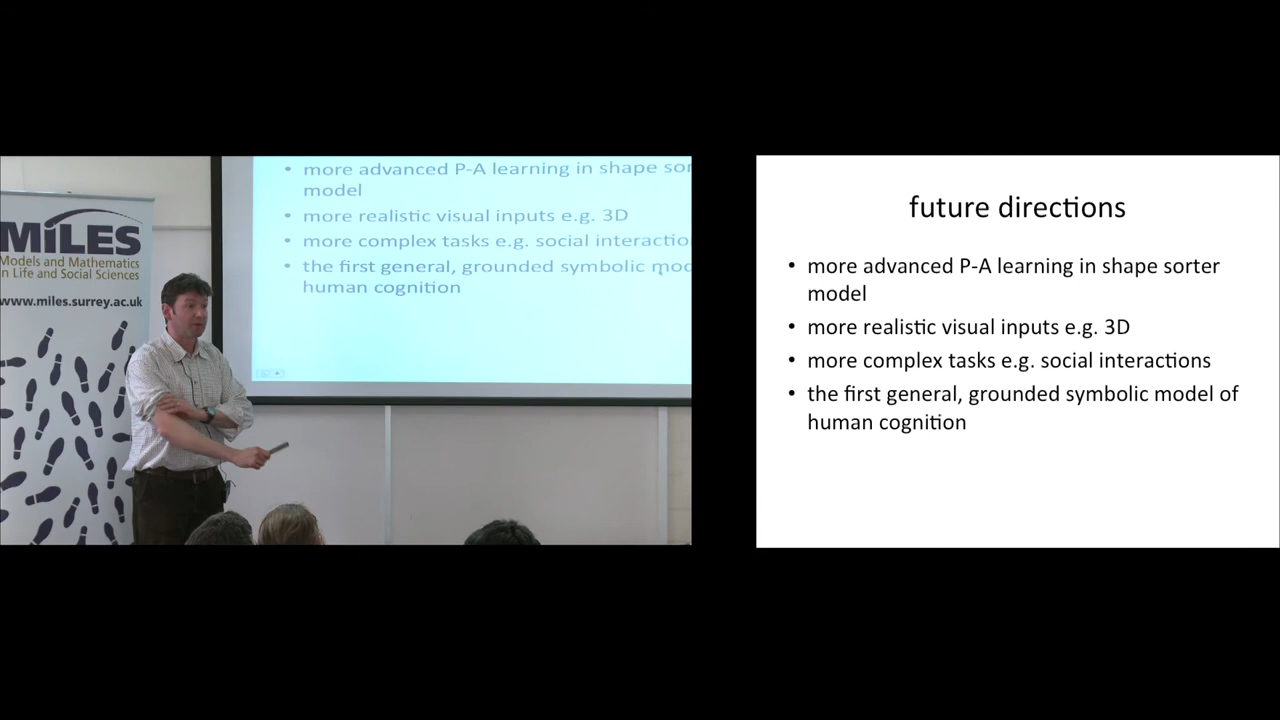 MiLES
Models and Mathematics
in Life and Social Sciences
www.miles.surrey.ac.uk
• more advanced P-A learning in shape sor
model
• more realistic visual inputs e.g. 3D
• more complex tasks e.g. social interactio
• the first general, grounded symbolic mod
human cognition
future directions
• more advanced P-A learning in shape sorter
model
• more realistic visual inputs e.g. 3D
• more complex tasks e.g. social interactions
• the first general, grounded symbolic model of
human cognition